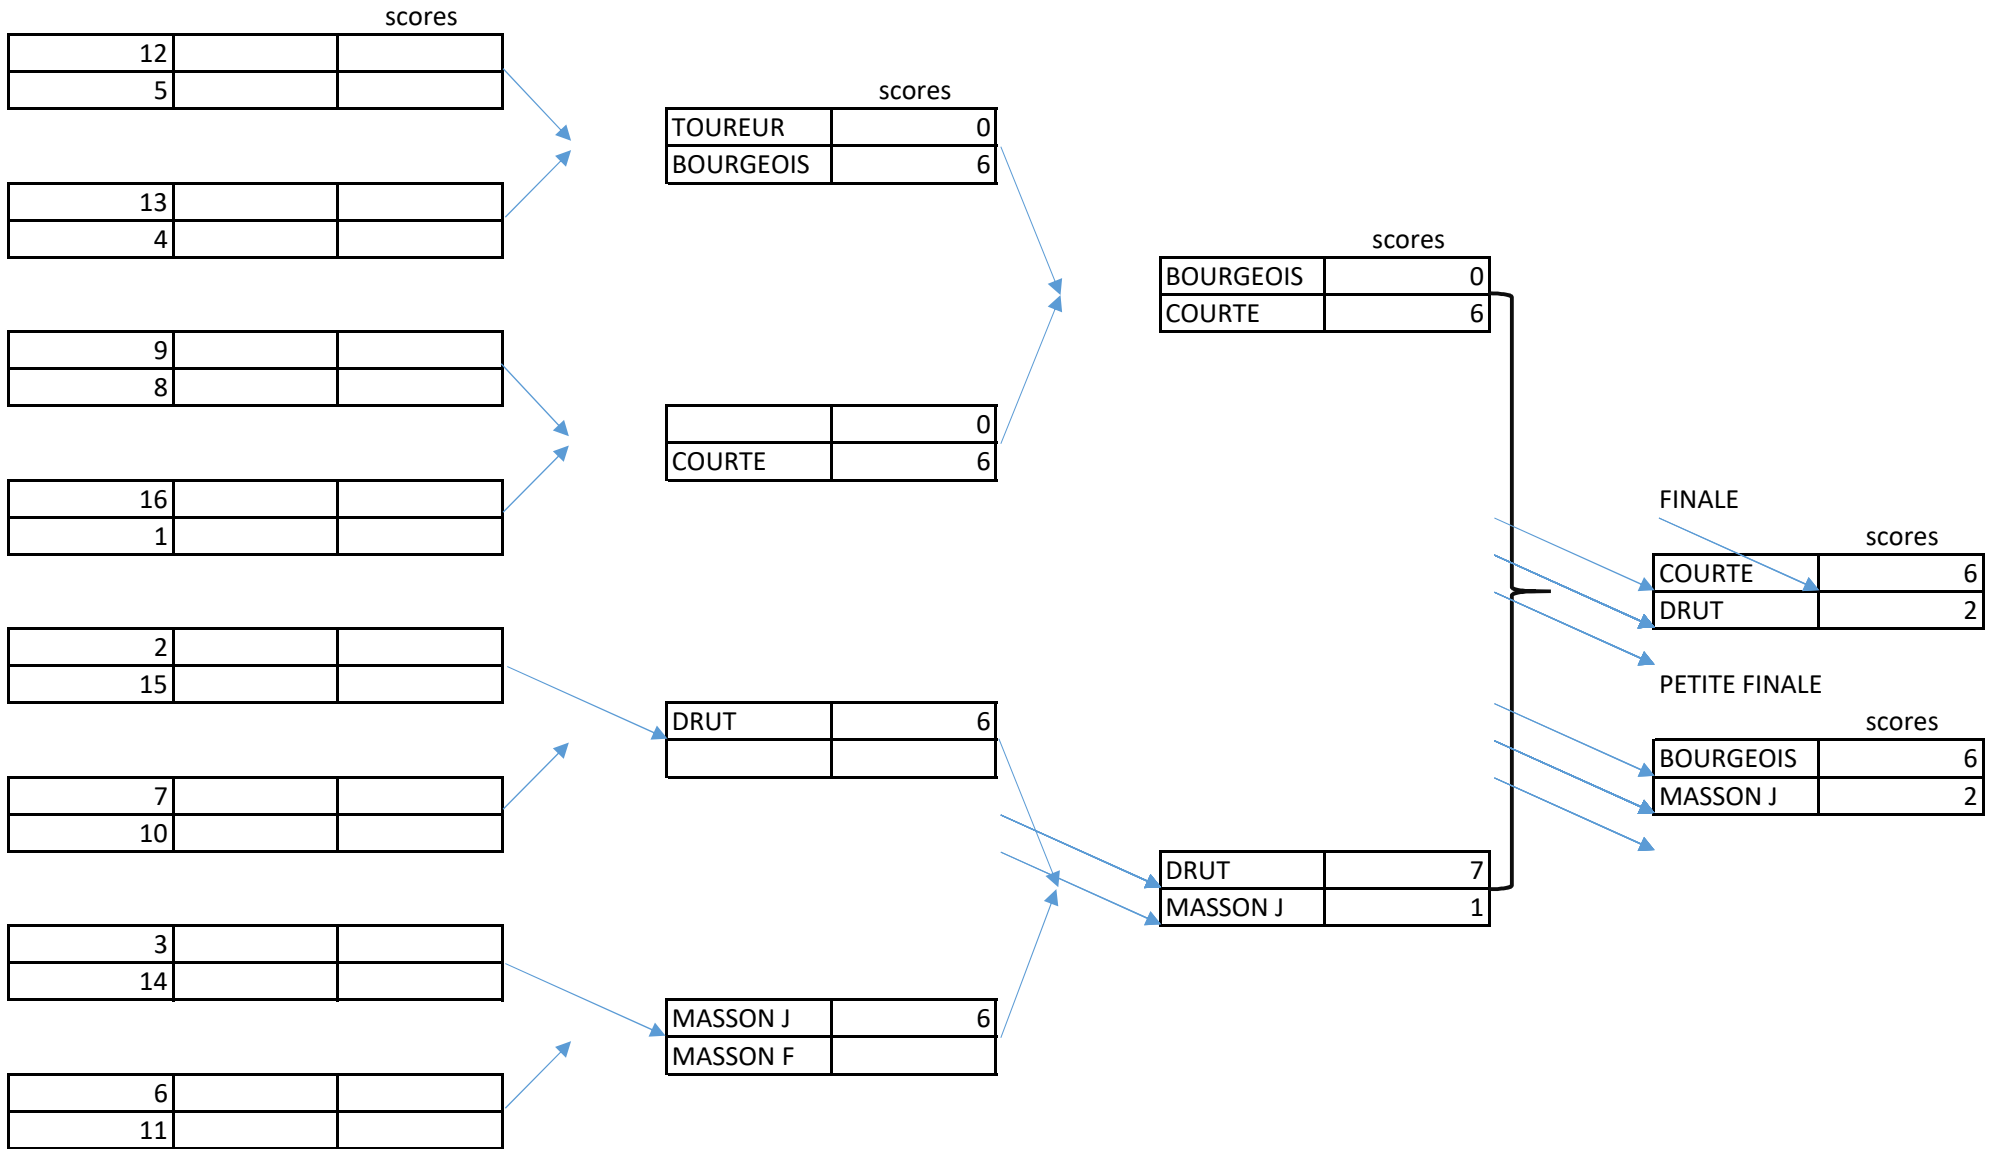 scores
12
5
13
4
9
8
16
1
2
15
7
10
3
14
6
11
scores
TOUREUR 0
BOURGEOIS 6
0
COURTE 6
DRUT 6
MASSON J 6
MASSON F
scores
BOURGEOIS 0
COURTE 6
DRUT 7
MASSON J 1
FINALE
scores
COURTE 6
DRUT 2
PETITE FINALE
scores
BOURGEOIS 6
MASSON J 2